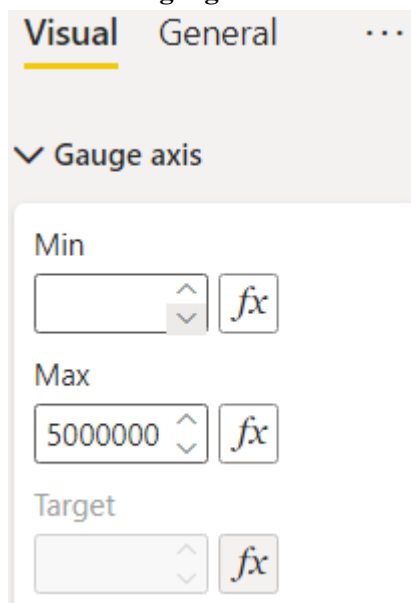 Visual General ...
Gauge axis
Min
fx
Max
5000000 fx
Target
fx